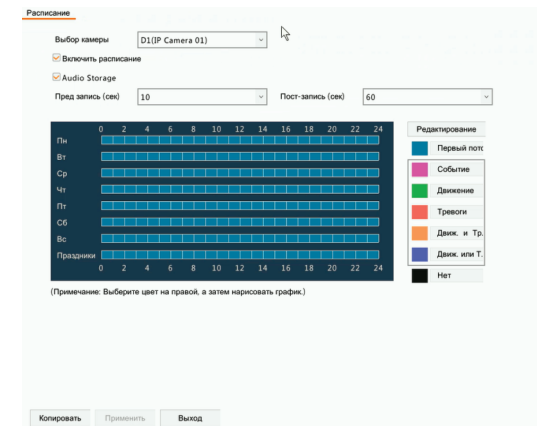 Расписание
Выбор камеры D1(IP Camera 01)
Включить расписание
Audio Storage
Пред запись (сек) 10 Пост-запись (сек) 60
0 2 4 6 8 10 12 14 16 18 20 22 24 Редактирование
Пн Первый пото
Вт
Ср Событие
Чт Движение
Пт Тревоги
Сб
Вс Движ. и Тр.
Праздники Движ. или Т.
0 2 4 6 8 10 12 14 16 18 20 22 24 Нет
(Примечание: Выберите цвет на правой, а затем нарисовать график.)
Копировать Применить Выход